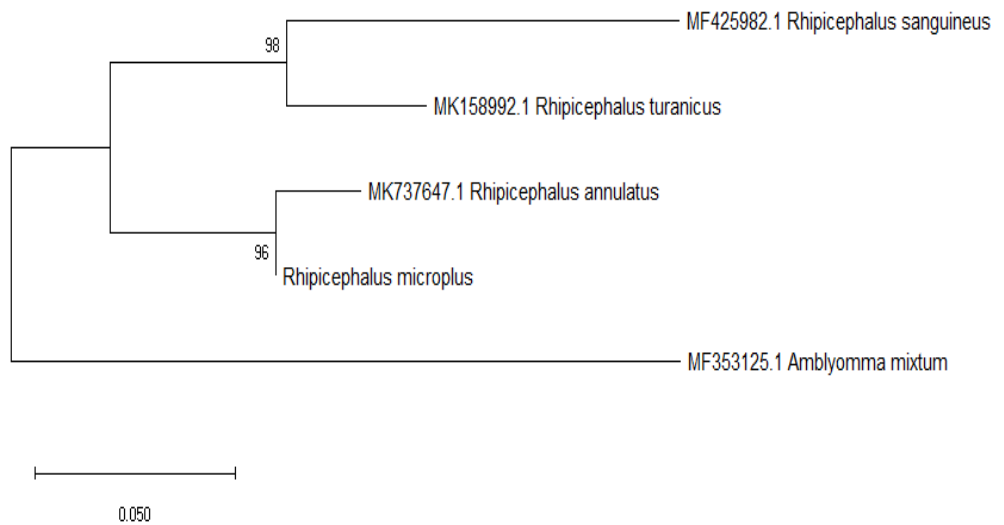 MF425982.1 Rhipicephalus sanguineus
98
MK158992.1 Rhipicephalus turanicus
MK737647.1 Rhipicephalus annulatus
96
Rhipicephalus microplus
MF353125.1 Amblyomma mixtum
0.050